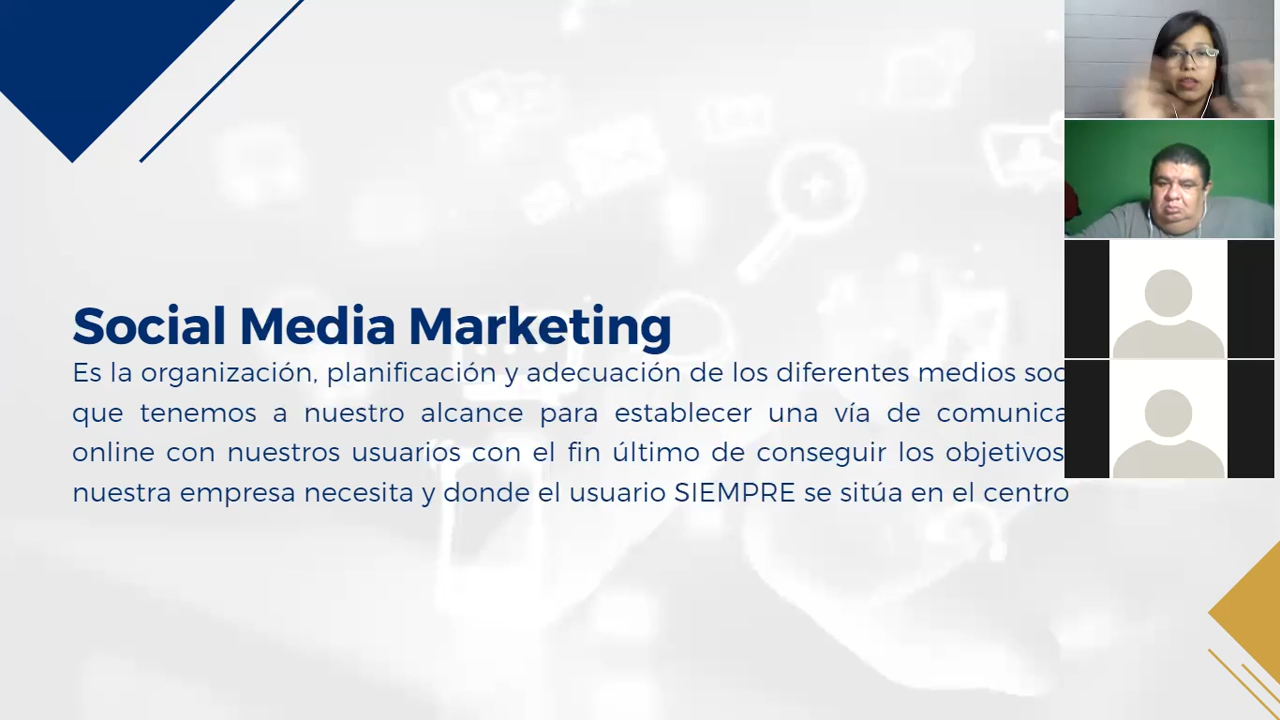 Social Media Marketing
Es la organización, planificación y adecuación de los diferentes medios
que tenemos a nuestro alcance para establecer una vía de
online con nuestros usuarios con el fin último de conseguir los objetivos
nuestra empresa necesita y donde el usuario SIEMPRE se sitúa en el centro